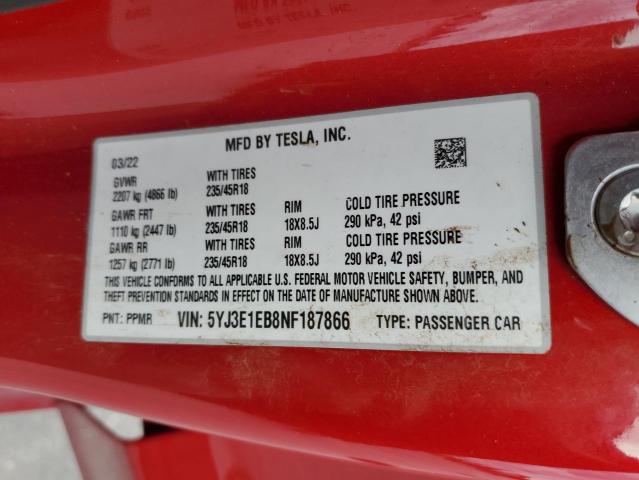 MFD BY TESLA, INC.
03/22
GVWR WITH TIRES
2207 kg (4866 lb) 235/45R18
GAWR FRT WITH TIRES RIM COLD TIRE PRESSURE
1110 kg (2447 lb) 235/45R18 18X8.5J 290 kPa, 42 psi
GAWR RR WITH TIRES RIM COLD TIRE PRESSURE
1257 kg (2771 lb) 235/45R18 18X8.5J 290 kPa, 42 psi
THIS VEHICLE CONFORMS TO ALL APPLICABLE U.S. FEDERAL MOTOR VEHICLE SAFETY, BUMPER, AND
THEFT PREVENTION STANDARDS IN EFFECT ON THE DATE OF MANUFACTURE SHOWN ABOVE.
PNT: PPMR VIN: 5YJ3E1EB8NF187866 TYPE: PASSENGER CAR